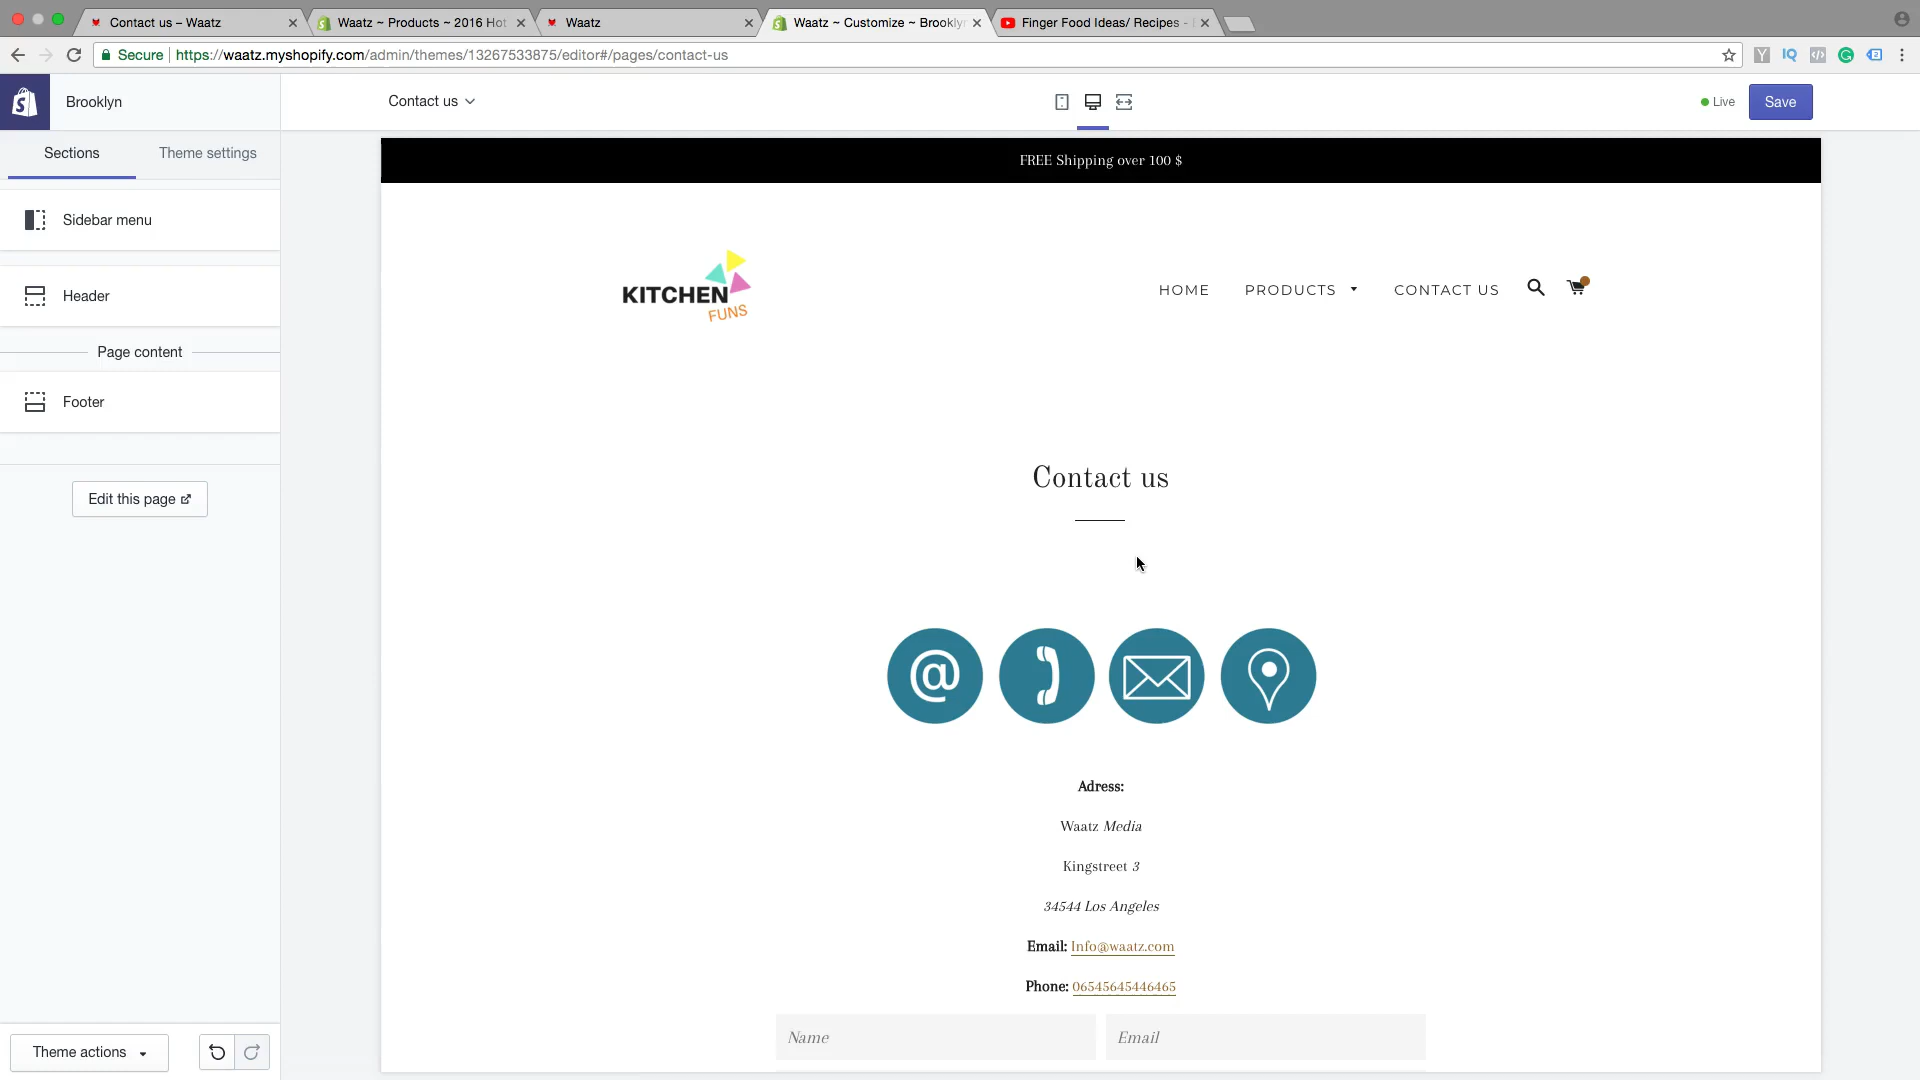 Contact us – Waatz
Waatz ~ Products ~ 2016 Hot
Waatz
Waatz ~ Customize ~ Brooklyn
Finger Food Ideas/ Recipes -
Secure
https://waatz.myshopify.com/admin/themes/13267533875/editor#/pages/contact-us
Brooklyn
Contact us
Live
Save
Sections
Theme settings
Sidebar menu
Header
Page content
Footer
Edit this page
Theme actions
FREE Shipping over 100 $
KITCHEN
FUNS
HOME
PRODUCTS
CONTACT US
Contact us
@
Adress:
Waatz Media
Kingstreet 3
34544 Los Angeles
Email: Info@waatz.com
Phone: 06545645446465
Name
Email